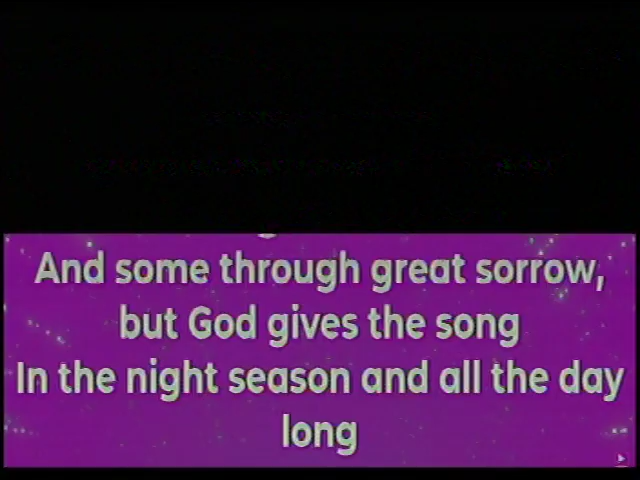 And some through great sorrow,
but God gives the song
In the night season and all the day
long